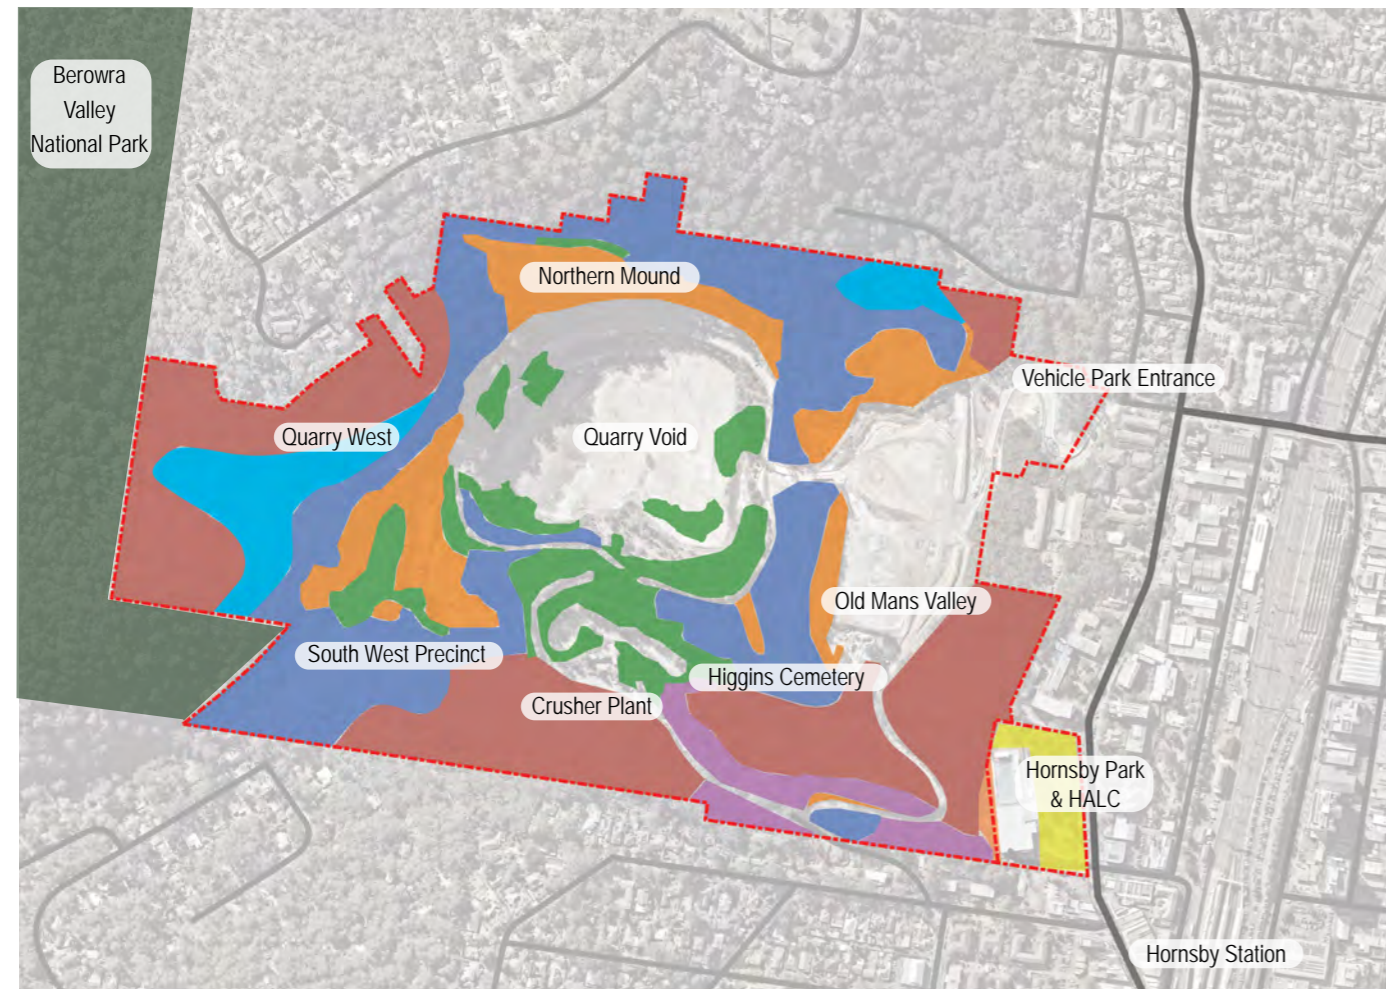 Berowra
Valley
National Park
Northern Mound
Vehicle Park Entrance
Quarry West
Quarry Void
Old Mans Valley
South West Precinct
Higgins Cemetery
Crusher Plant
Hornsby Park
& HALC
Hornsby Station